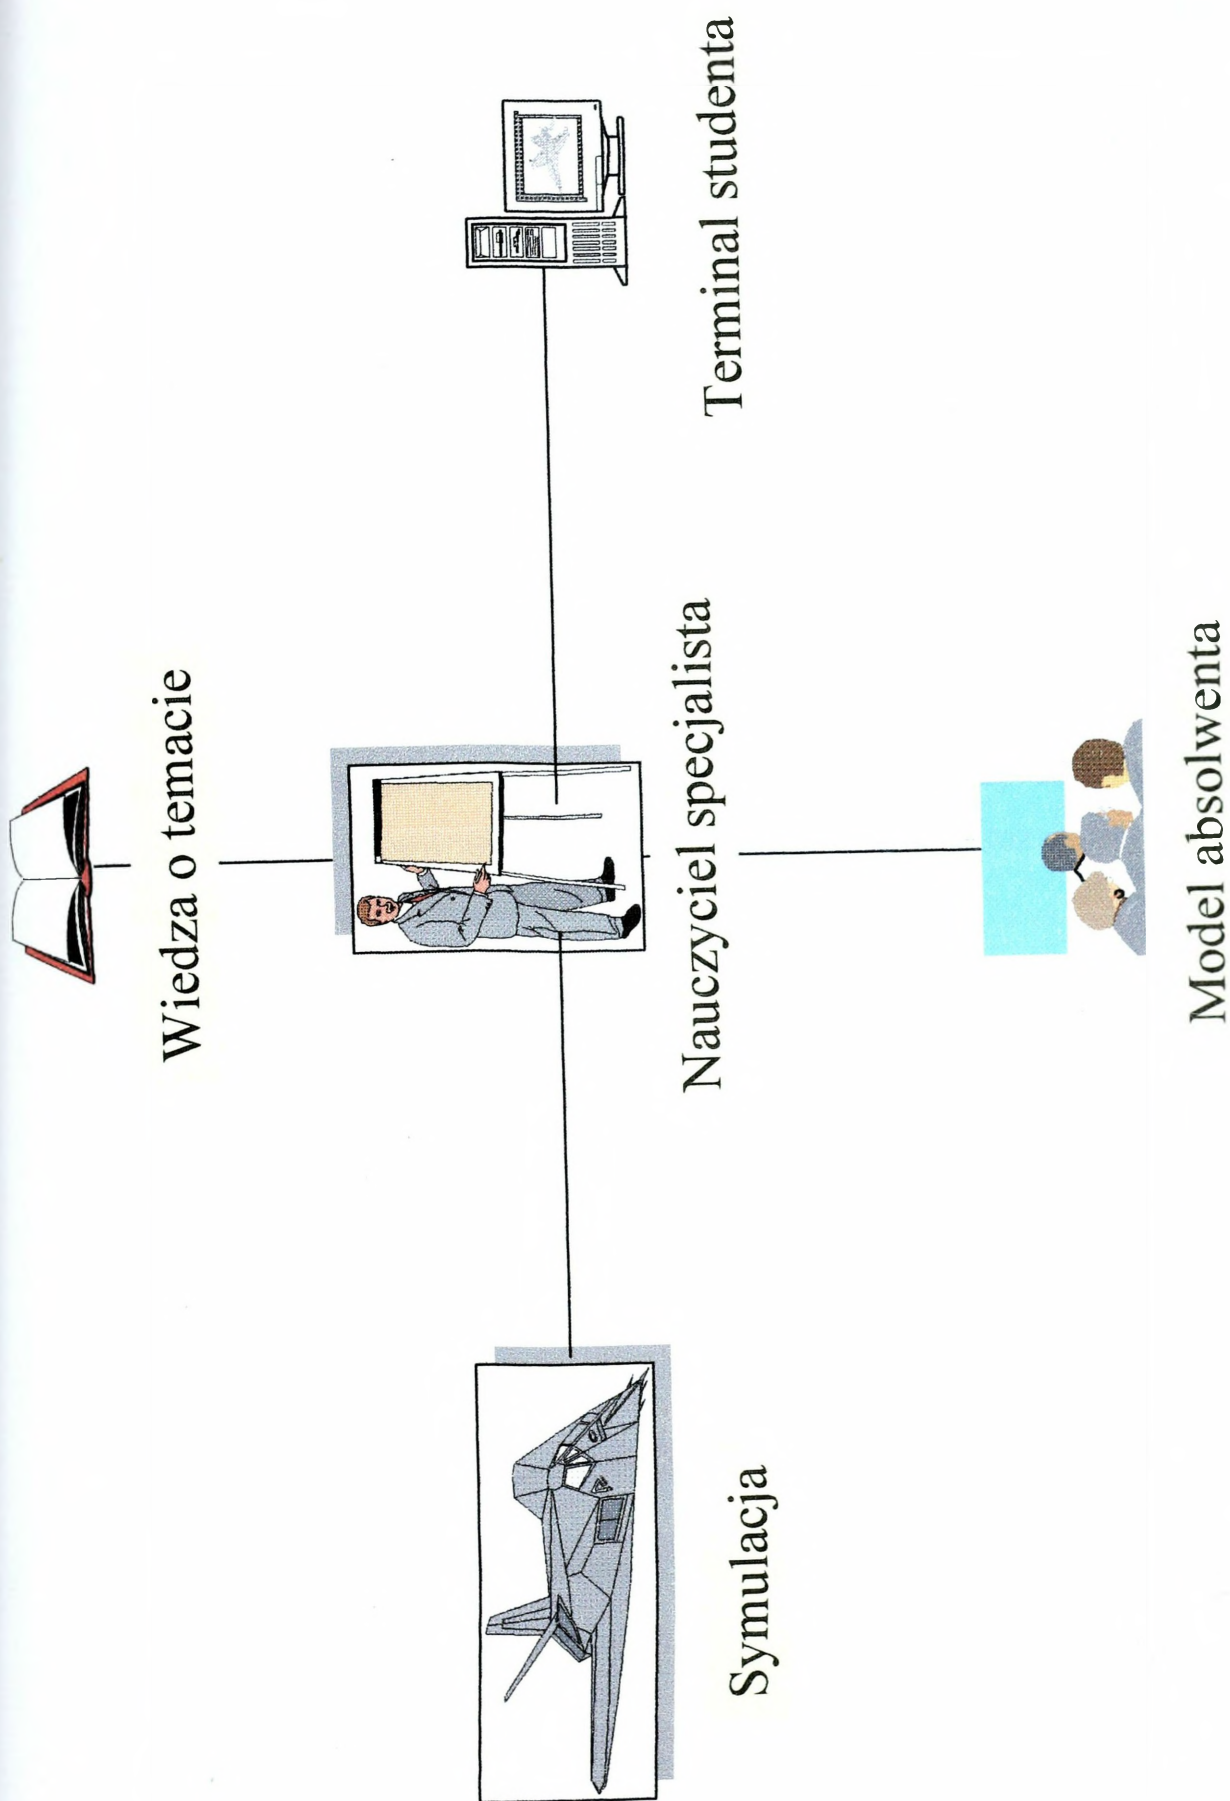 Wiedza o temacie
Symulacja
Nauczyciel specjalista
Terminal studenta
Model absolwenta